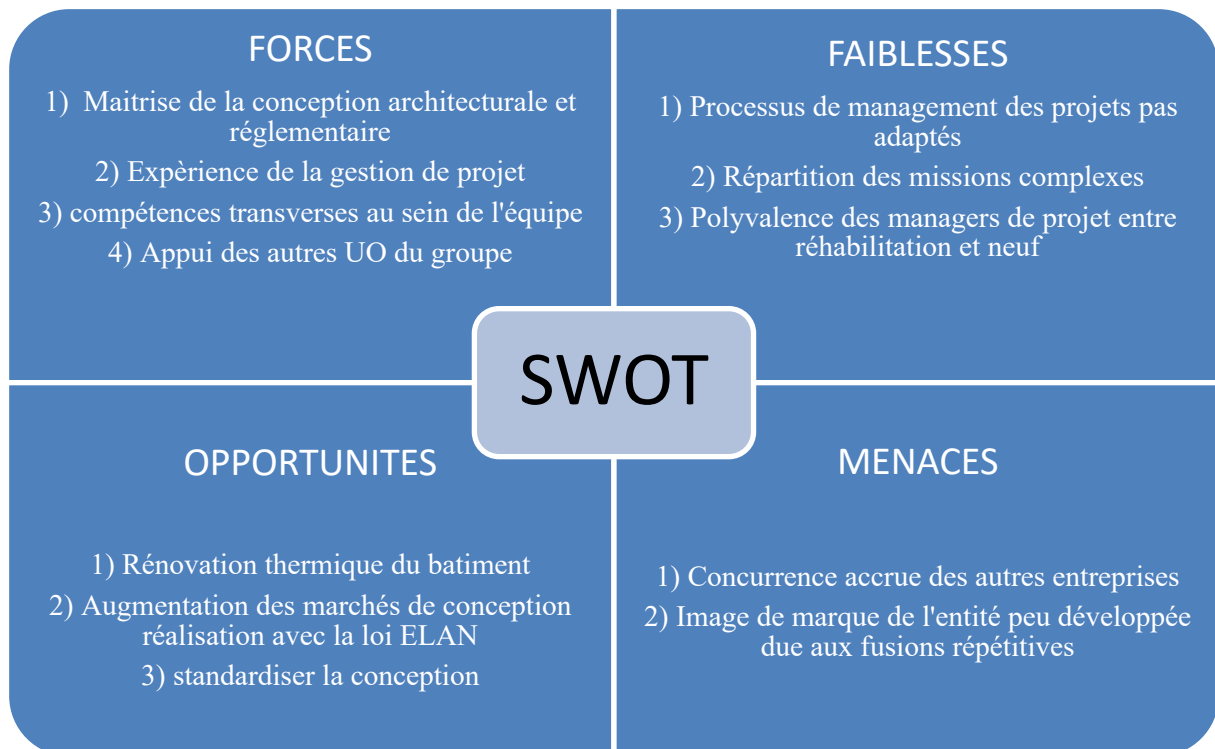 FORCES
1) Maitrise de la conception architecturale et
réglementaire
2) Expèrience de la gestion de projet
3) compétences transverses au sein de l'équipe
4) Appui des autres UO du groupe
FAIBLESSES
1) Processus de management des projets pas
adaptés
2) Répartition des missions complexes
3) Polyvalence des managers de projet entre
réhabilitation et neuf
SWOT
OPPORTUNITES
1) Rénovation thermique du batiment
2) Augmentation des marchés de conception
réalisation avec la loi ELAN
3) standardiser la conception
MENACES
1) Concurrence accrue des autres entreprises
2) Image de marque de l'entité peu développée
due aux fusions répétitives